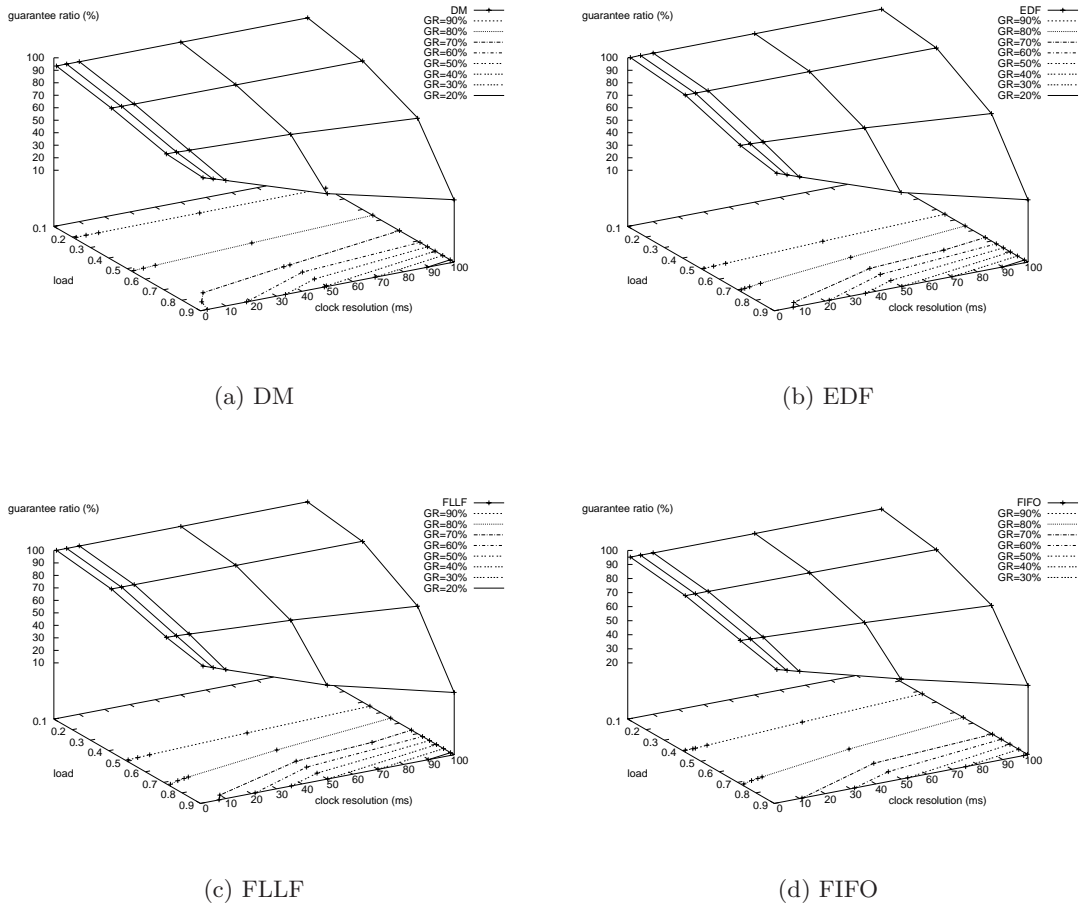 guarantee ratio (%)
DM
GR=90%
GR=80%
GR=70%
GR=60%
GR=50%
GR=40%
GR=30%
GR=20%
100
90
80
70
60
50
40
30
20
10
0.1
0.2
0.3
0.4
0.5
0.6
0.7
0.8
0.9
load
0
10
20
30
40
50
60
70
80
90
100
clock resolution (ms)
(a) DM
guarantee ratio (%)
EDF
GR=90%
GR=80%
GR=70%
GR=60%
GR=50%
GR=40%
GR=30%
GR=20%
100
90
80
70
60
50
40
30
20
10
0.1
0.2
0.3
0.4
0.5
0.6
0.7
0.8
0.9
load
0
10
20
30
40
50
60
70
80
90
100
clock resolution (ms)
(b) EDF
guarantee ratio (%)
FLLF
GR=90%
GR=80%
GR=70%
GR=60%
GR=50%
GR=40%
GR=30%
GR=20%
100
90
80
70
60
50
40
30
20
10
0.1
0.2
0.3
0.4
0.5
0.6
0.7
0.8
0.9
load
0
10
20
30
40
50
60
70
80
90
100
clock resolution (ms)
(c) FLLF
guarantee ratio (%)
FIFO
GR=90%
GR=80%
GR=70%
GR=60%
GR=50%
GR=40%
GR=30%
100
90
80
70
60
50
40
30
20
0.1
0.2
0.3
0.4
0.5
0.6
0.7
0.8
0.9
load
0
10
20
30
40
50
60
70
80
90
100
clock resolution (ms)
(d) FIFO